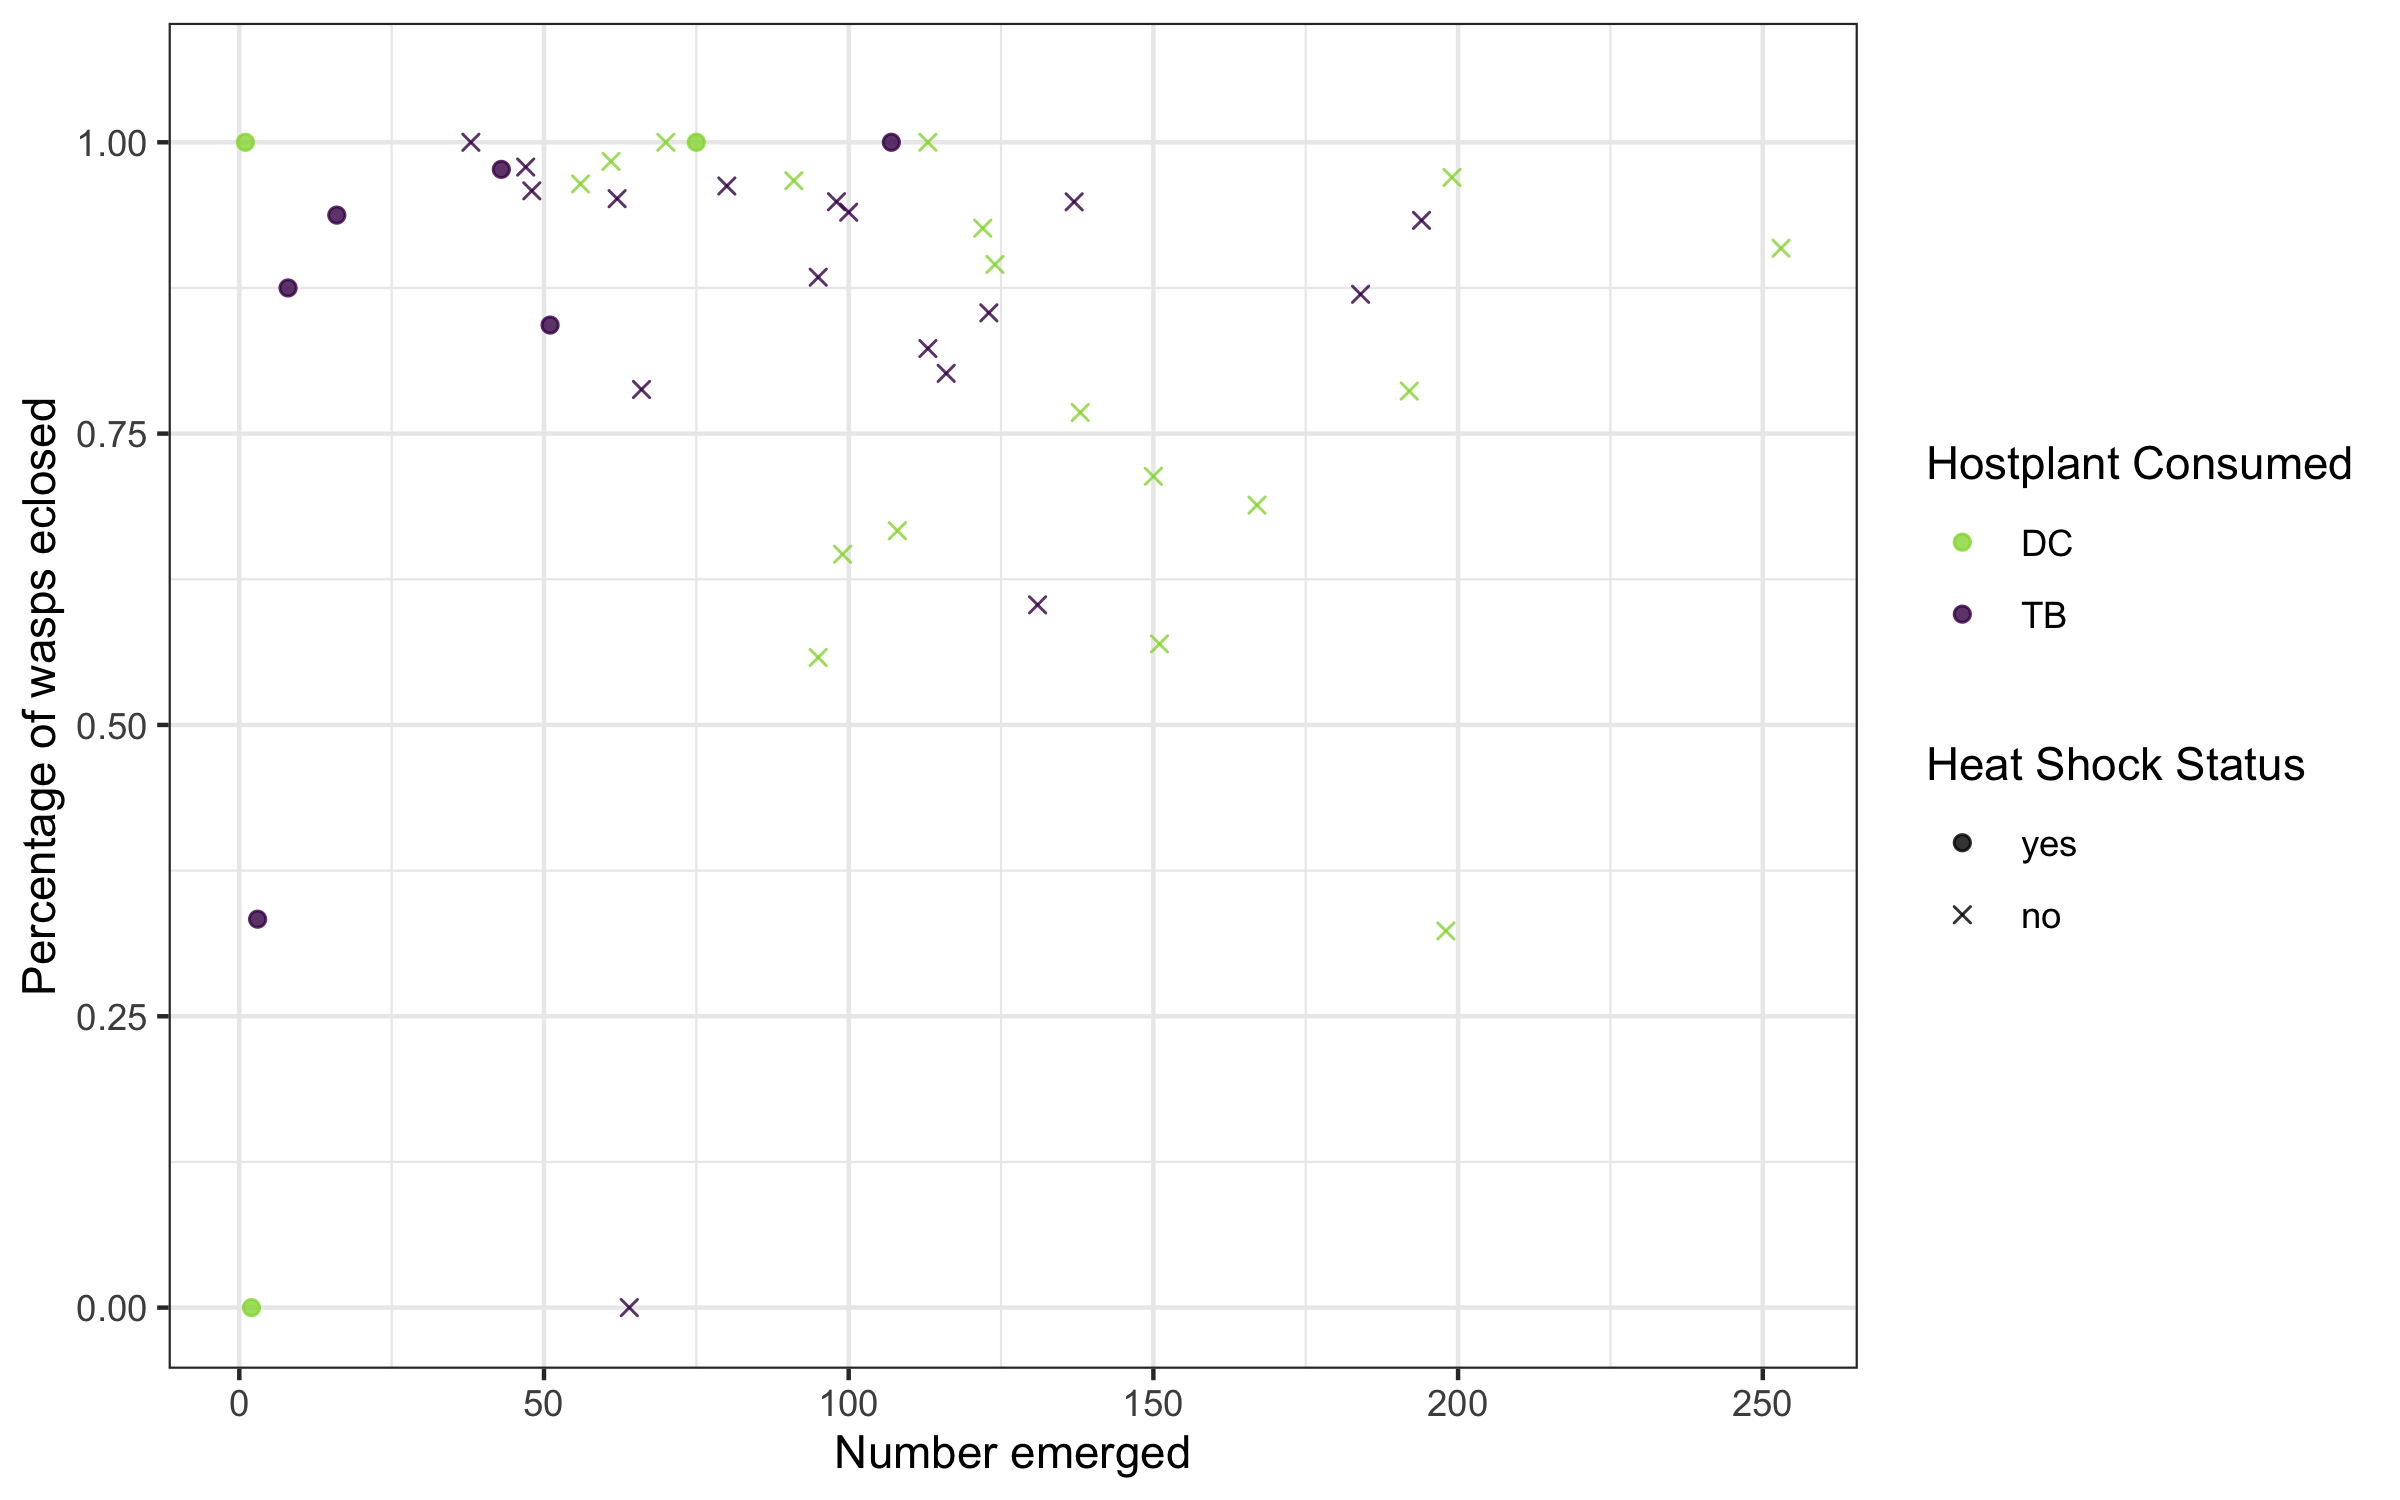 1.00
0.75
0.50
0.25
0.00
Percentage of wasps eclosed
0 50 100 150 200 250
Number emerged
Hostplant Consumed
DC
TB
Heat Shock Status
yes
no